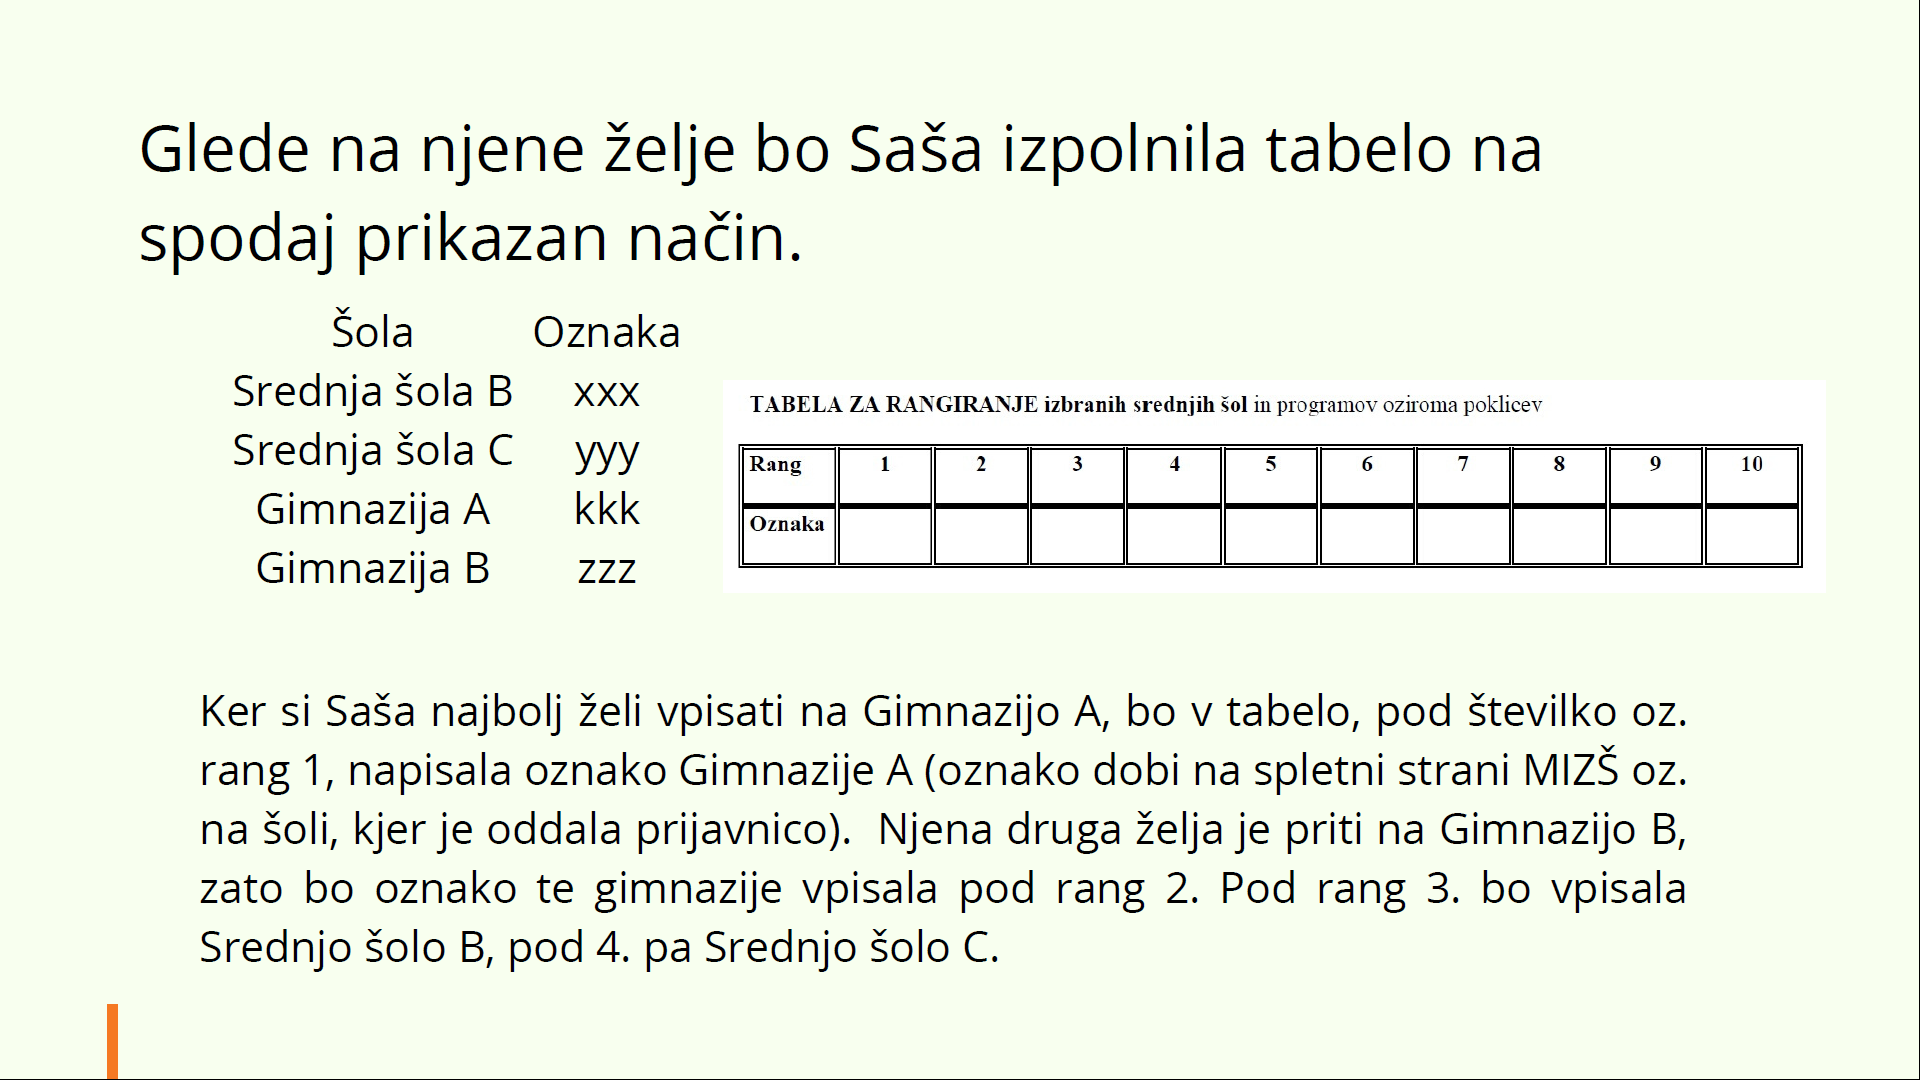 Glede na njene želje bo Saša izpolnila tabelo na
spodaj prikazan način.
Šola Oznaka
Srednja šola B xxx
Srednja šola C yyy
Gimnazija A kkk
Gimnazija B zzz
TABELA ZA RANGIRANJE izbranih srednjih šol in programov oziroma poklicev
Rang 1 2 3 4 5 6 7 8 9 10
Oznaka
Ker si Saša najbolj želi vpisati na Gimnazijo A, bo v tabelo, pod številko oz.
rang 1, napisala oznako Gimnazije A (oznako dobi na spletni strani MIZŠ oz.
na šoli, kjer je oddala prijavnico). Njena druga želja je priti na Gimnazijo B,
zato bo oznako te gimnazije vpisala pod rang 2. Pod rang 3. bo vpisala
Srednjo šolo B, pod 4. pa Srednjo šolo C.